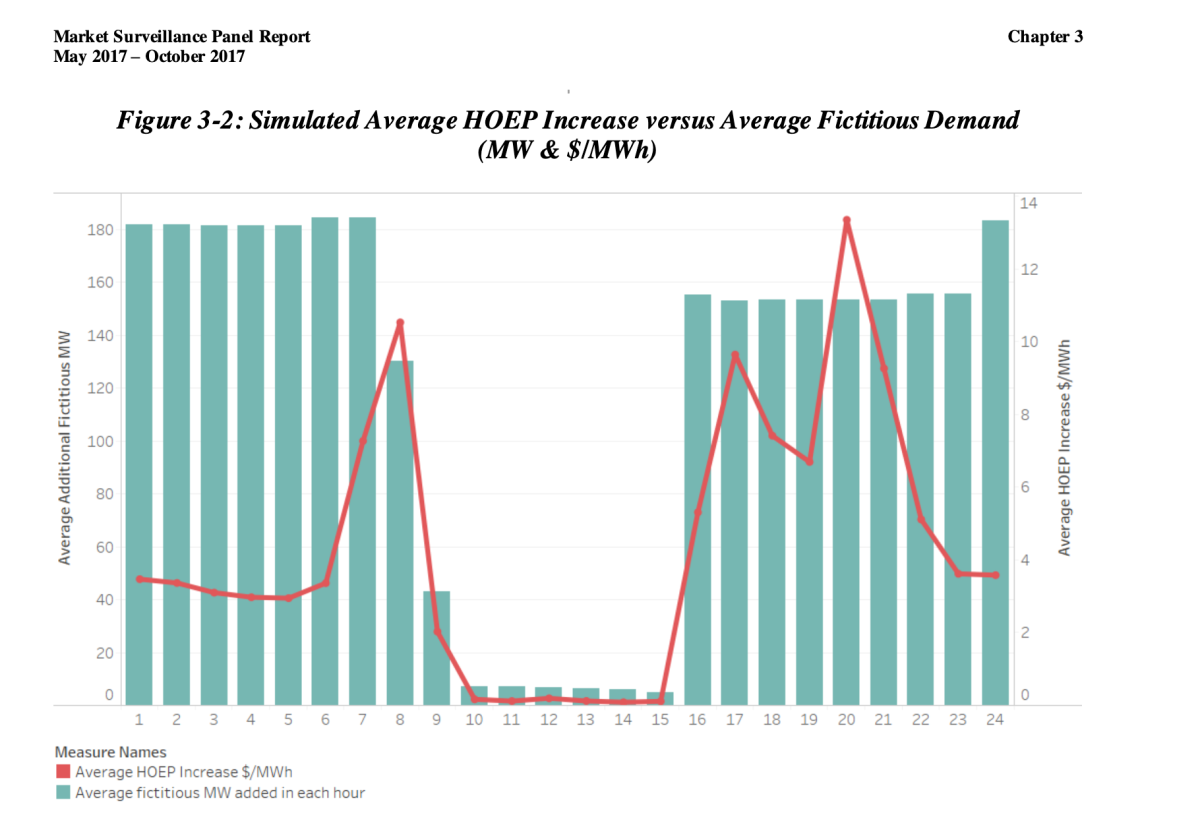 Market Surveillance Panel Report
Chapter 3
May 2017 – October 2017
Figure 3-2: Simulated Average HOEP Increase versus Average Fictitious Demand
(MW & $/MWh)
Average Additional Fictitious MW
180
160
140
120
100
80
60
40
20
0
14
12
10
8
6
4
2
0
Average HOEP Increase $/MWh
1 2 3 4 5 6 7 8 9 10 11 12 13 14 15 16 17 18 19 20 21 22 23 24
Measure Names
Average HOEP Increase $/MWh
Average fictitious MW added in each hour